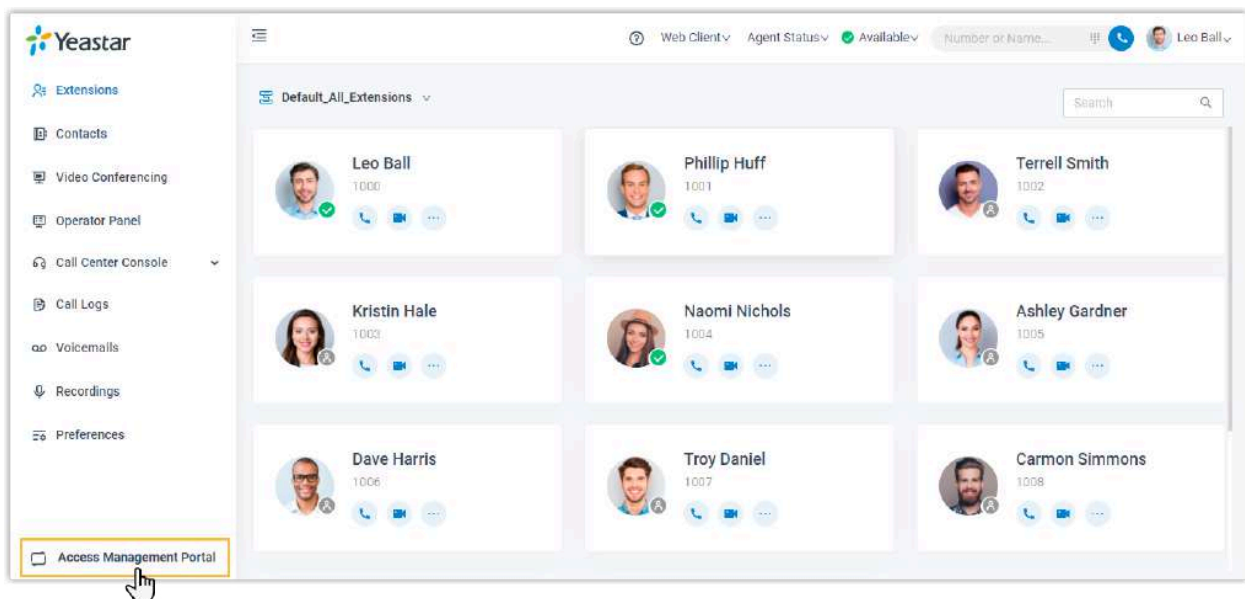 Yeastar
Web Client
Agent Status
Available
Number or Name...
Leo Ball
Extensions
Contacts
Video Conferencing
Operator Panel
Call Center Console
Call Logs
Voicemails
Recordings
Preferences
Access Management Portal
Default_All_Extensions
Search
Leo Ball
1000
Phillip Huff
1001
Terrell Smith
1002
Kristin Hale
1003
Naomi Nichols
1004
Ashley Gardner
1005
Dave Harris
1006
Troy Daniel
1007
Carmon Simmons
1008